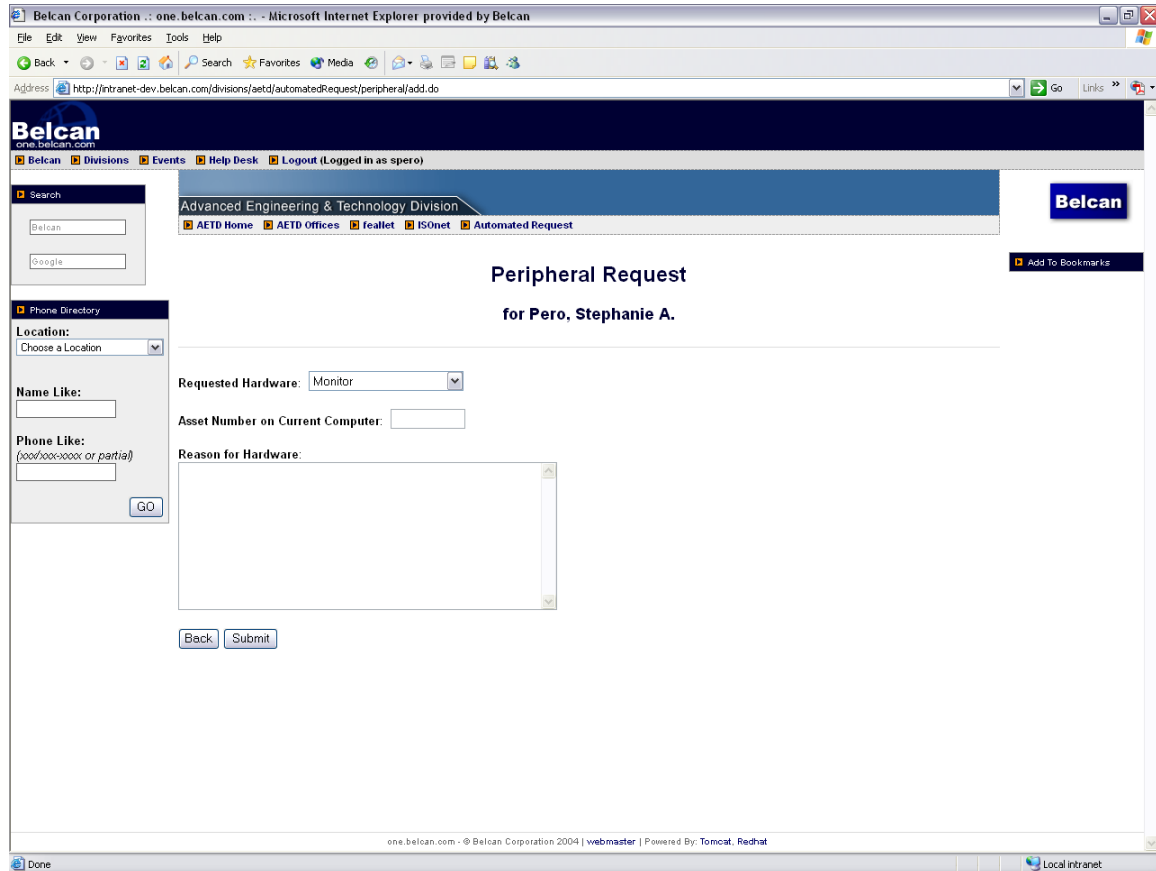 Belcan Corporation .: one.belcan.com :. - Microsoft Internet Explorer provided by Belcan
File Edit View Favorites Tools Help
Back Search Favorites Media
Address http://intranet-dev.belcan.com/divisions/aetd/automatedRequest/peripheral/add.do Go Links »
Belcan
one.belcan.com
Belcan Divisions Events Help Desk Logout (Logged in as spero)
Search
Belcan
Google
Advanced Engineering & Technology Division
AETD Home AETD Offices feallet ISOnet Automated Request
Belcan
Add To Bookmarks
Peripheral Request
for Pero, Stephanie A.
Phone Directory
Location:
Choose a Location
Name Like:
Phone Like:
(xxx/xxx-xxxx or partial)
GO
Requested Hardware: Monitor
Asset Number on Current Computer:
Reason for Hardware:
Back Submit
one.belcan.com - © Belcan Corporation 2004 | webmaster | Powered By: Tomcat, Redhat
Done Local intranet